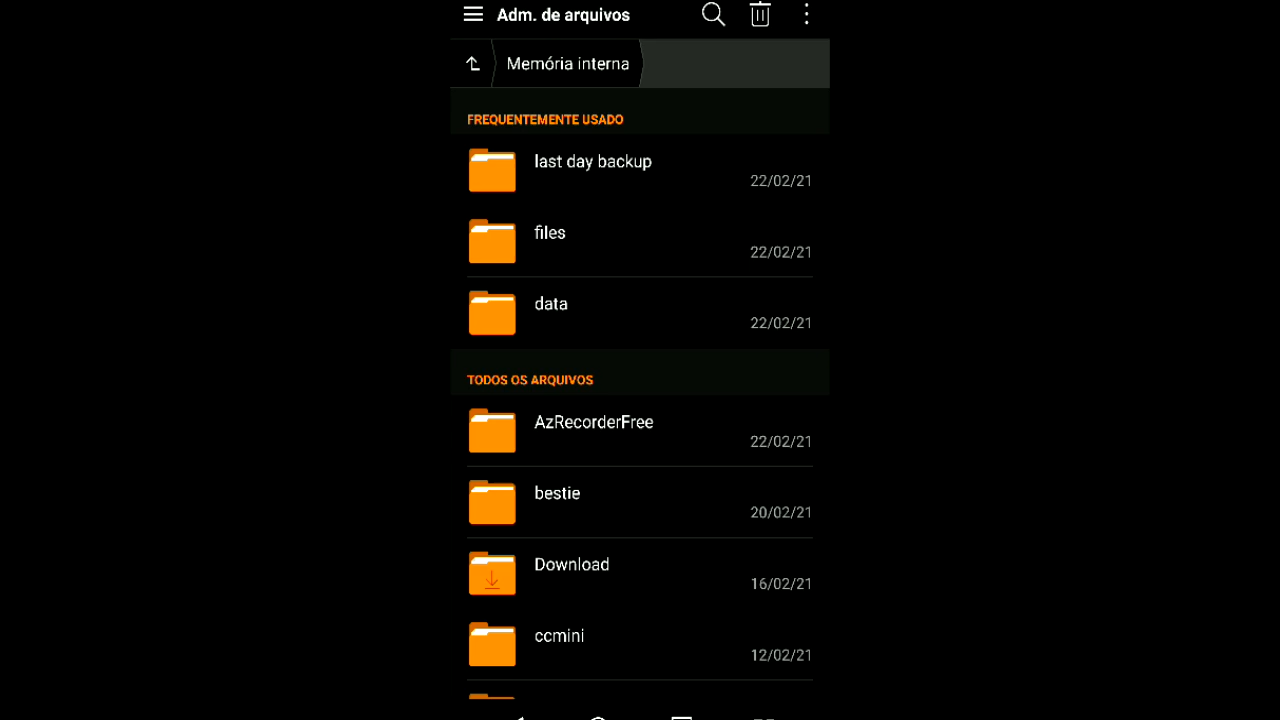 Adm. de arquivos
Memória interna
FREQUENTEMENTE USADO
last day backup
22/02/21
files
22/02/21
data
22/02/21
TODOS OS ARQUIVOS
AzRecorderFree
22/02/21
bestie
20/02/21
Download
16/02/21
ccmini
12/02/21